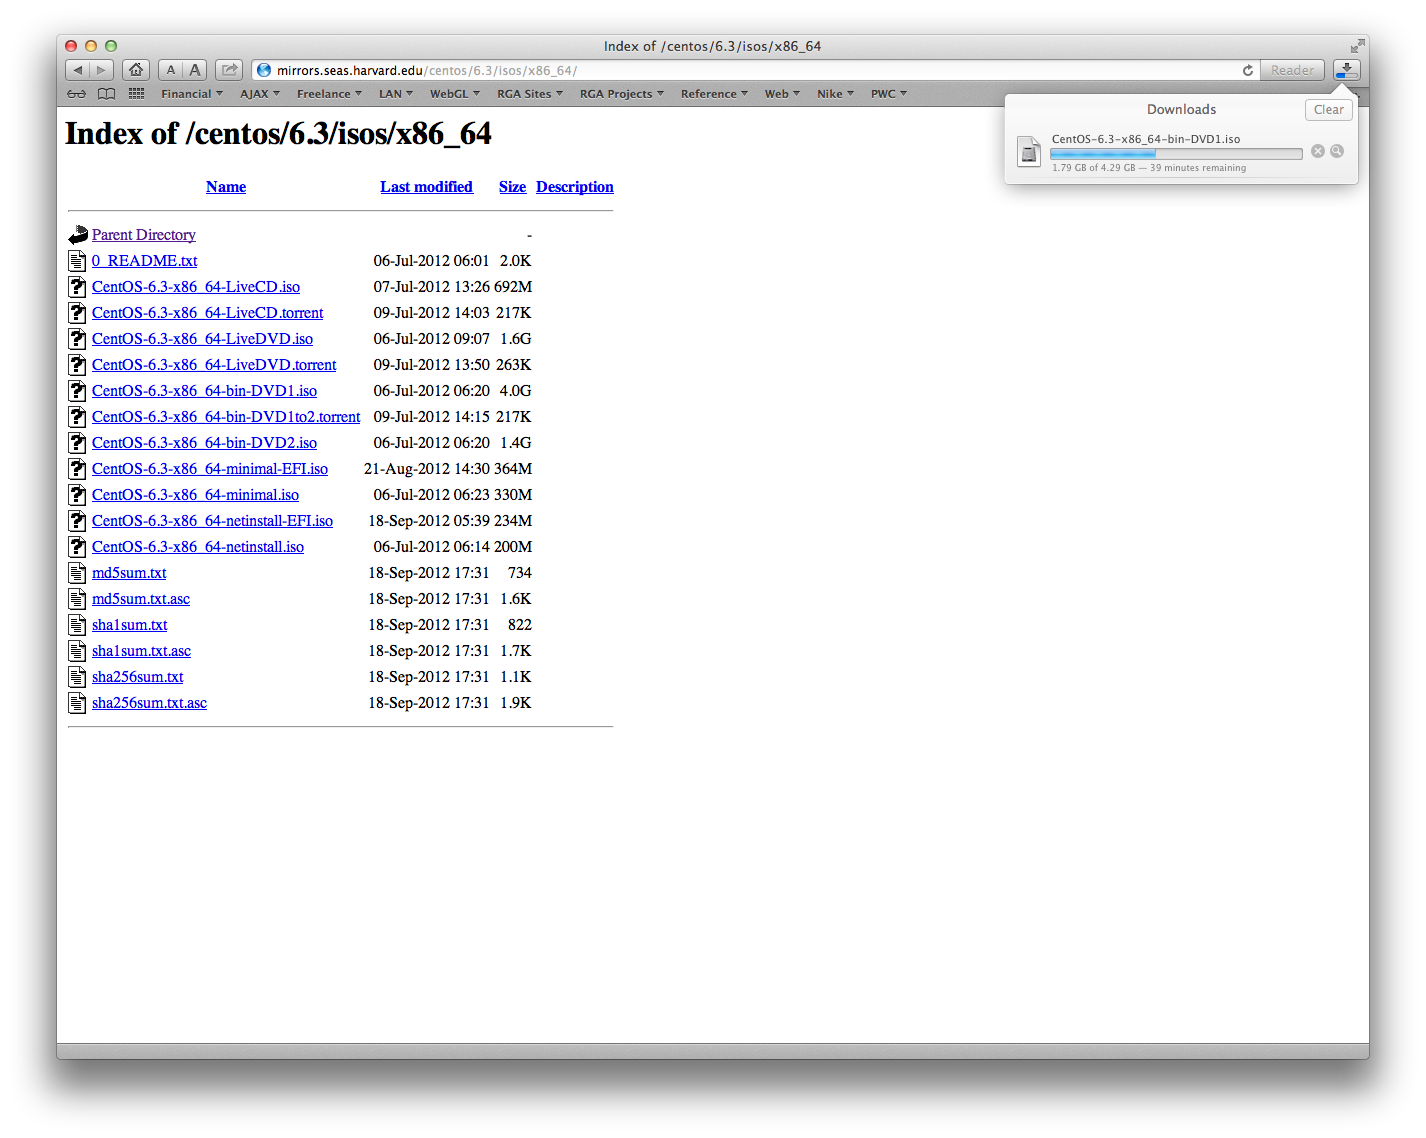 Index of /centos/6.3/isos/x86_64
A A mirrors.seas.harvard.edu/centos/6.3/isos/x86_64/ Reader
Financial AJAX Freelance LAN WebGL RGA Sites RGA Projects Reference Web Nike PWC
Downloads Clear
CentOS-6.3-x86_64-bin-DVD1.iso
1.79 GB of 4.29 GB — 39 minutes remaining
Index of /centos/6.3/isos/x86_64
Name Last modified Size Description
Parent Directory -
0_README.txt 06-Jul-2012 06:01 2.0K
CentOS-6.3-x86_64-LiveCD.iso 07-Jul-2012 13:26 692M
CentOS-6.3-x86_64-LiveCD.torrent 09-Jul-2012 14:03 217K
CentOS-6.3-x86_64-LiveDVD.iso 06-Jul-2012 09:07 1.6G
CentOS-6.3-x86_64-LiveDVD.torrent 09-Jul-2012 13:50 263K
CentOS-6.3-x86_64-bin-DVD1.iso 06-Jul-2012 06:20 4.0G
CentOS-6.3-x86_64-bin-DVD1to2.torrent 09-Jul-2012 14:15 217K
CentOS-6.3-x86_64-bin-DVD2.iso 06-Jul-2012 06:20 1.4G
CentOS-6.3-x86_64-minimal-EFI.iso 21-Aug-2012 14:30 364M
CentOS-6.3-x86_64-minimal.iso 06-Jul-2012 06:23 330M
CentOS-6.3-x86_64-netinstall-EFI.iso 18-Sep-2012 05:39 234M
CentOS-6.3-x86_64-netinstall.iso 06-Jul-2012 06:14 200M
md5sum.txt 18-Sep-2012 17:31 734
md5sum.txt.asc 18-Sep-2012 17:31 1.6K
sha1sum.txt 18-Sep-2012 17:31 822
sha1sum.txt.asc 18-Sep-2012 17:31 1.7K
sha256sum.txt 18-Sep-2012 17:31 1.1K
sha256sum.txt.asc 18-Sep-2012 17:31 1.9K